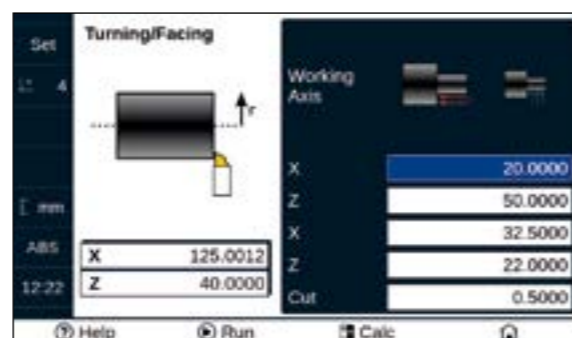 Set
Turning/Facing
4
r
Working
Axis
X 20.0000
Z 50.0000
X 32.5000
Z 22.0000
Cut 0.5000
mm
ABS
12:22
X 125.0012
Z 40.0000
Help Run Calc